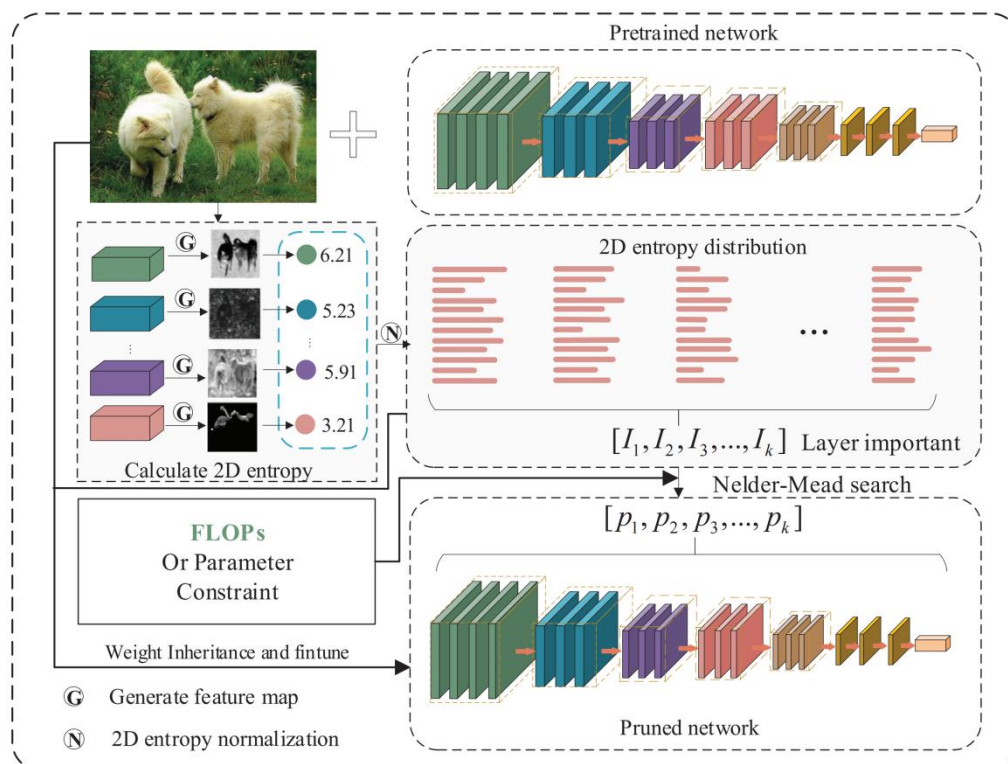 Pretrained network
G
6.21
G
5.23
G
5.91
G
3.21
Calculate 2D entropy
N
2D entropy distribution
...
[I₁, I₂, I₃, ..., Iₖ] Layer important
Nelder-Mead search
FLOPs
Or Parameter
Constraint
[p₁, p₂, p₃, ..., pₖ]
Weight Inheritance and fintune
G Generate feature map
N 2D entropy normalization
Pruned network